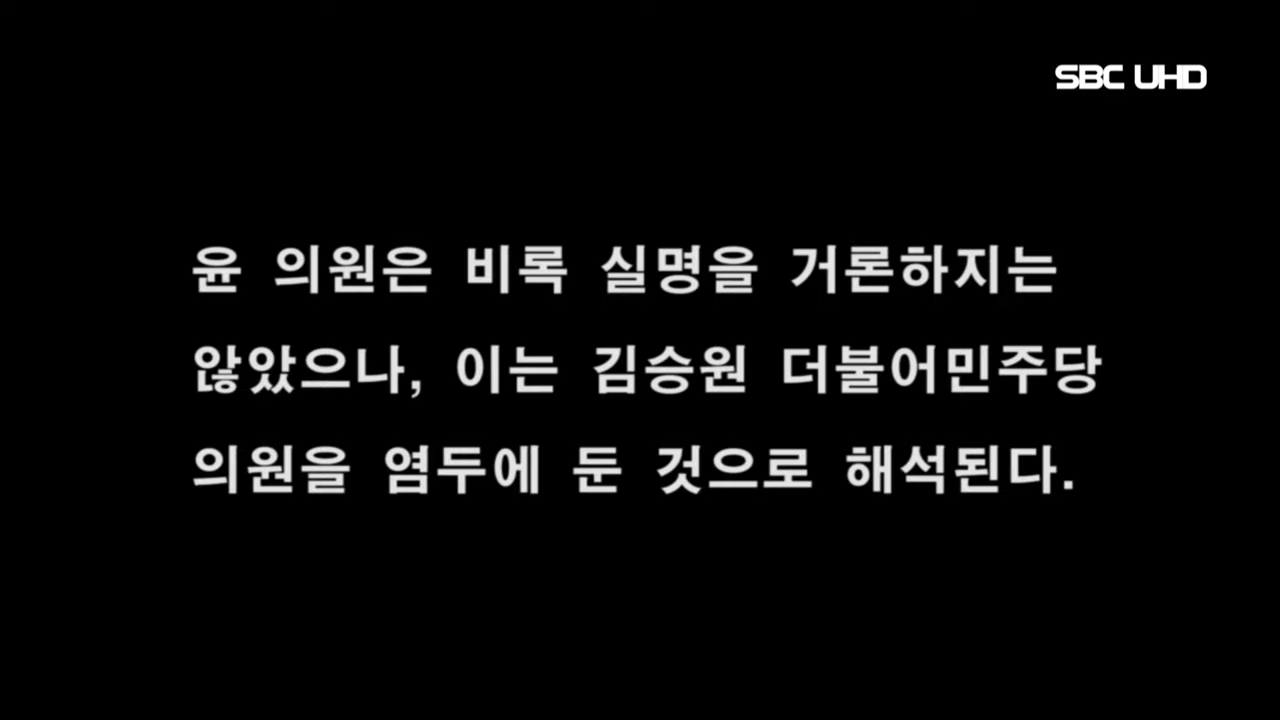 SBC UHD
윤 의원은 비록 실명을 거론하지는
않았으나, 이는 김승원 더불어민주당
의원을 염두에 둔 것으로 해석된다.